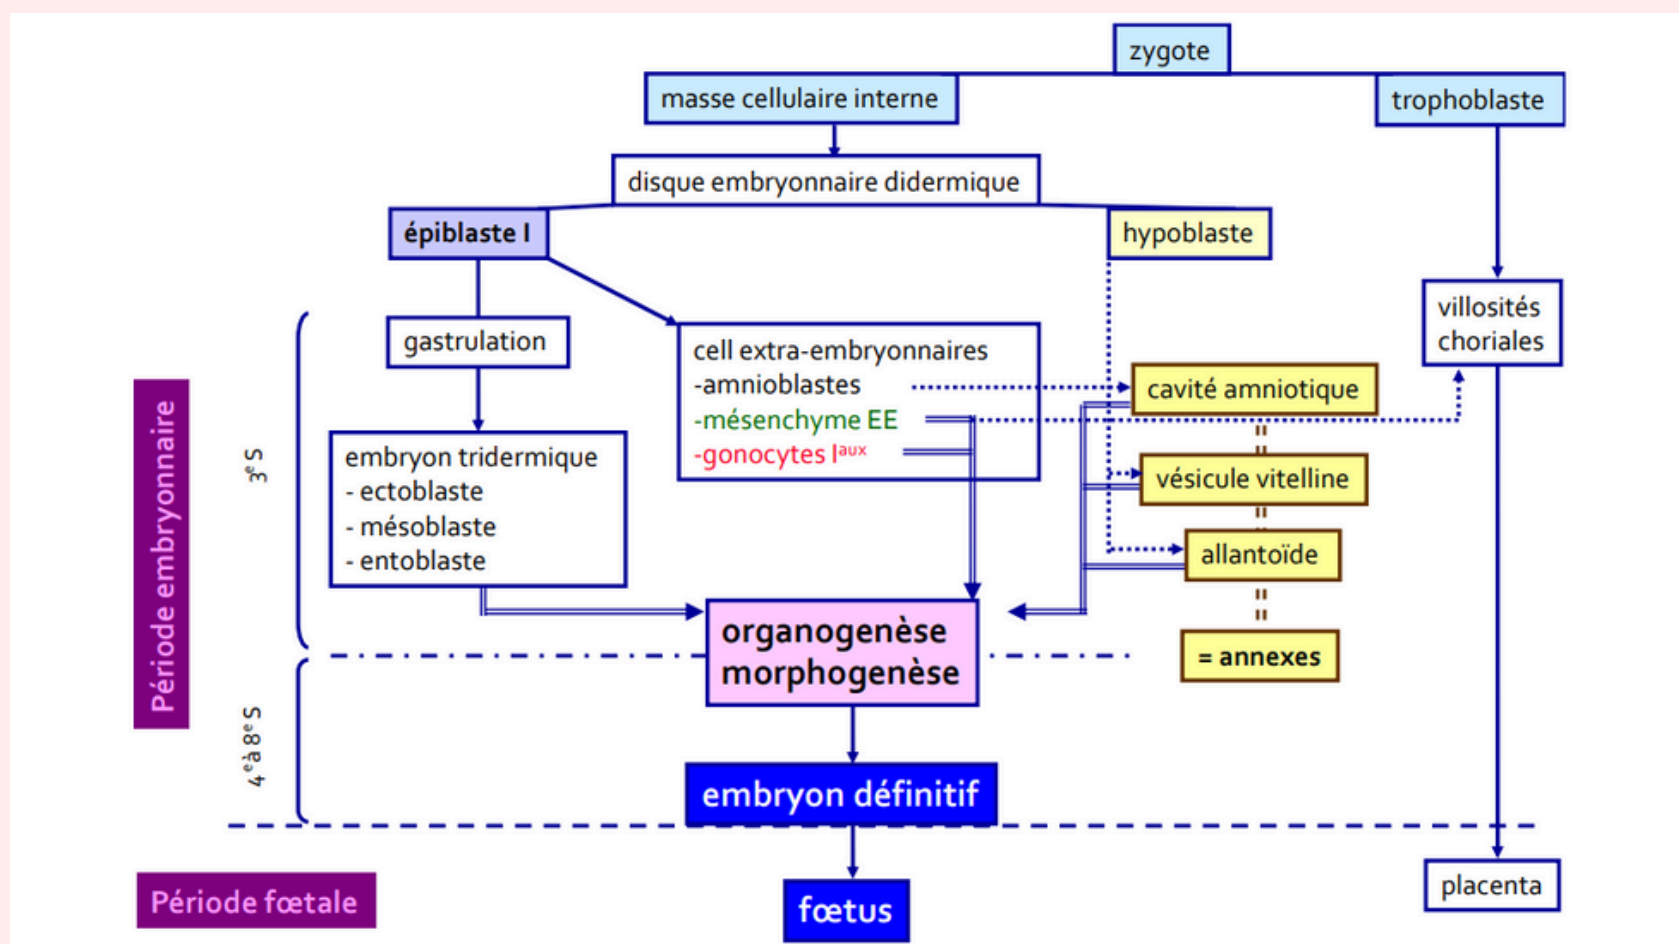 zygote
masse cellulaire interne
trophoblaste
disque embryonnaire didermique
épiblaste I
hypoblaste
villosités
choriales
gastrulation
cell extra-embryonnaires
-amnioblastes
-mésenchyme EE
-gonocytes Iaux
cavité amniotique
vésicule vitelline
allantoïde
= annexes
Période embryonnaire
3e S
embryon tridermique
- ectoblaste
- mésoblaste
- entoblaste
organogenèse
morphogenèse
4e à 8e S
embryon définitif
Période fœtale
fœtus
placenta